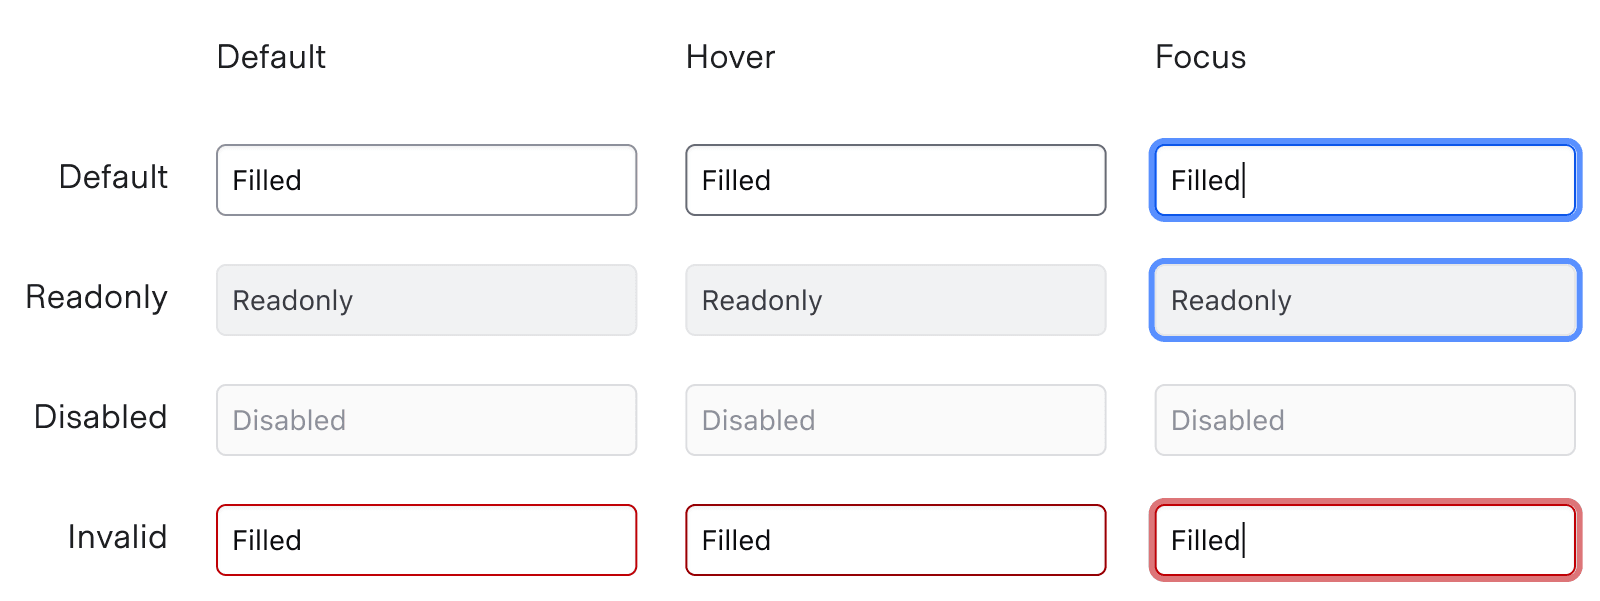 Default Hover Focus
Default Filled Filled Filled
Readonly Readonly Readonly Readonly
Disabled Disabled Disabled Disabled
Invalid Filled Filled Filled